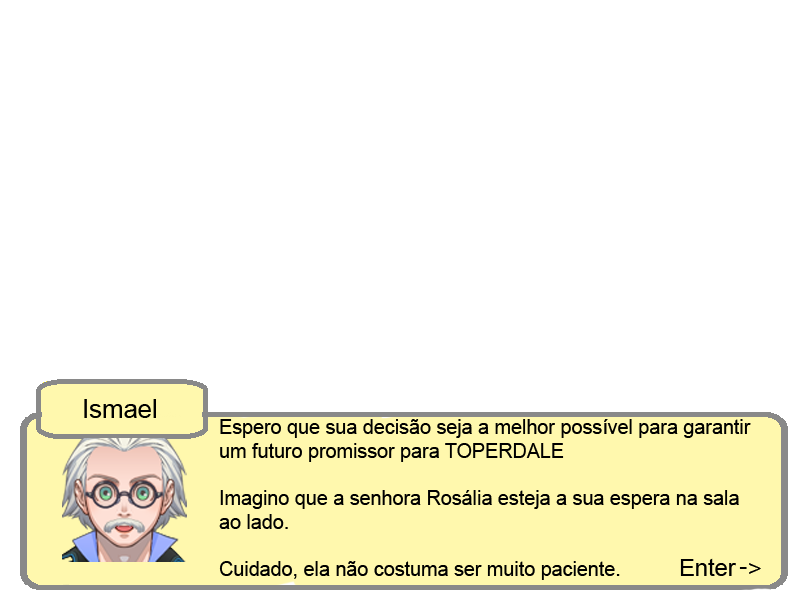 Ismael
Espero que sua decisão seja a melhor possível para garantir
um futuro promissor para TOPERDALE
Imagino que a senhora Rosália esteja a sua espera na sala
ao lado.
Cuidado, ela não costuma ser muito paciente.
Enter ->